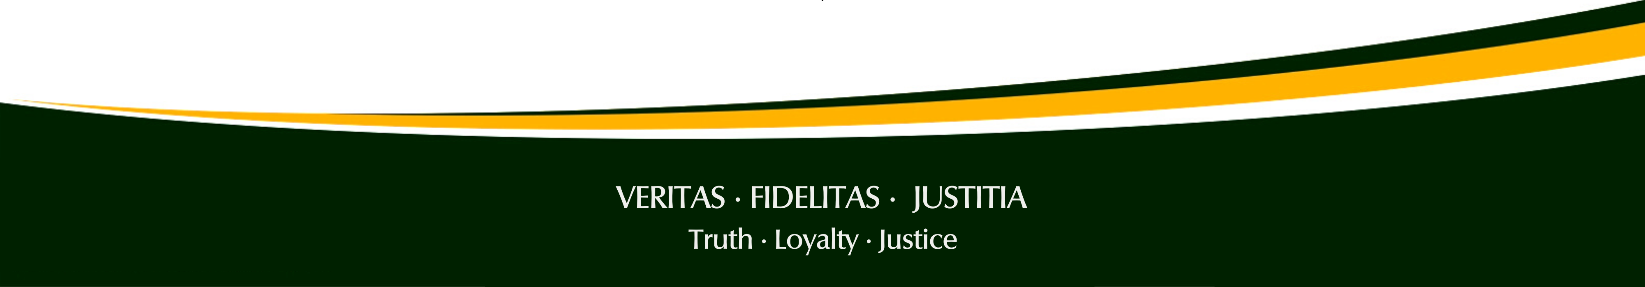 VERITAS · FIDELITAS · JUSTITIA
Truth · Loyalty · Justice